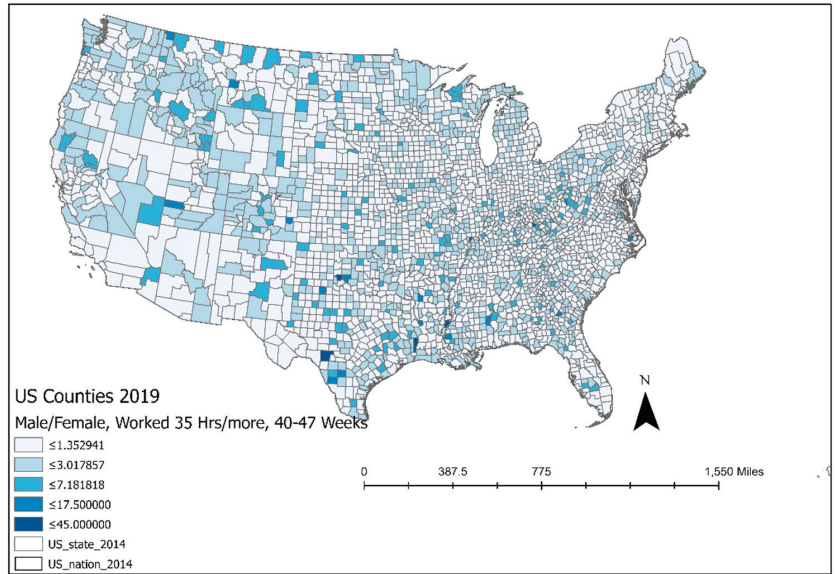 N
US Counties 2019
Male/Female, Worked 35 Hrs/more, 40-47 Weeks
≤1.352941
≤3.017857
≤7.181818
≤17.500000
≤45.000000
US_state_2014
US_nation_2014
0 387.5 775 1,550 Miles